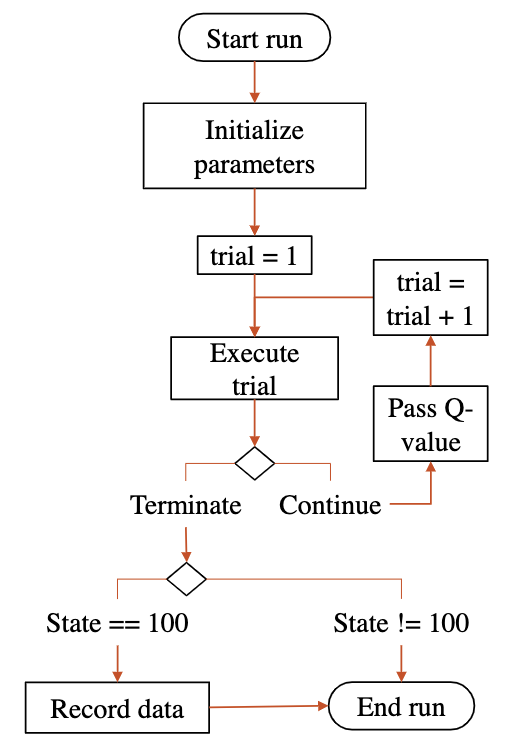 Start run
Initialize
parameters
trial = 1
trial =
trial + 1
Execute
trial
Pass Q-
value
Terminate
Continue
State == 100
State != 100
Record data
End run